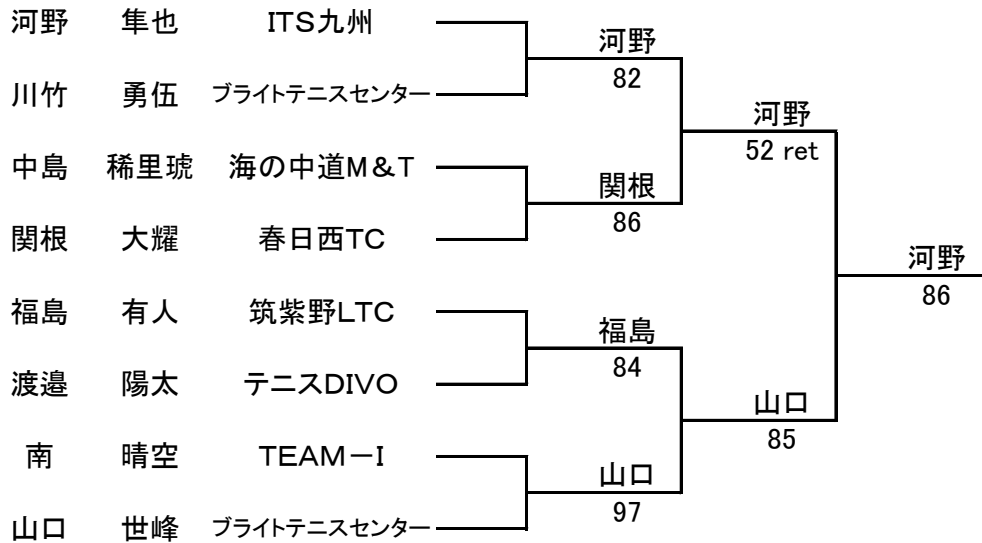 河野 隼也 ITS九州
河野
82
川竹 勇伍 ブライトテニスセンター
河野
52 ret
中島 稀里琥 海の中道M&T
関根
86
関根 大耀 春日西TC
河野
86
福島 有人 筑紫野LTC
福島
84
渡邉 陽太 テニスDIVO
山口
85
南 晴空 TEAM－I
山口
97
山口 世峰 ブライトテニスセンター